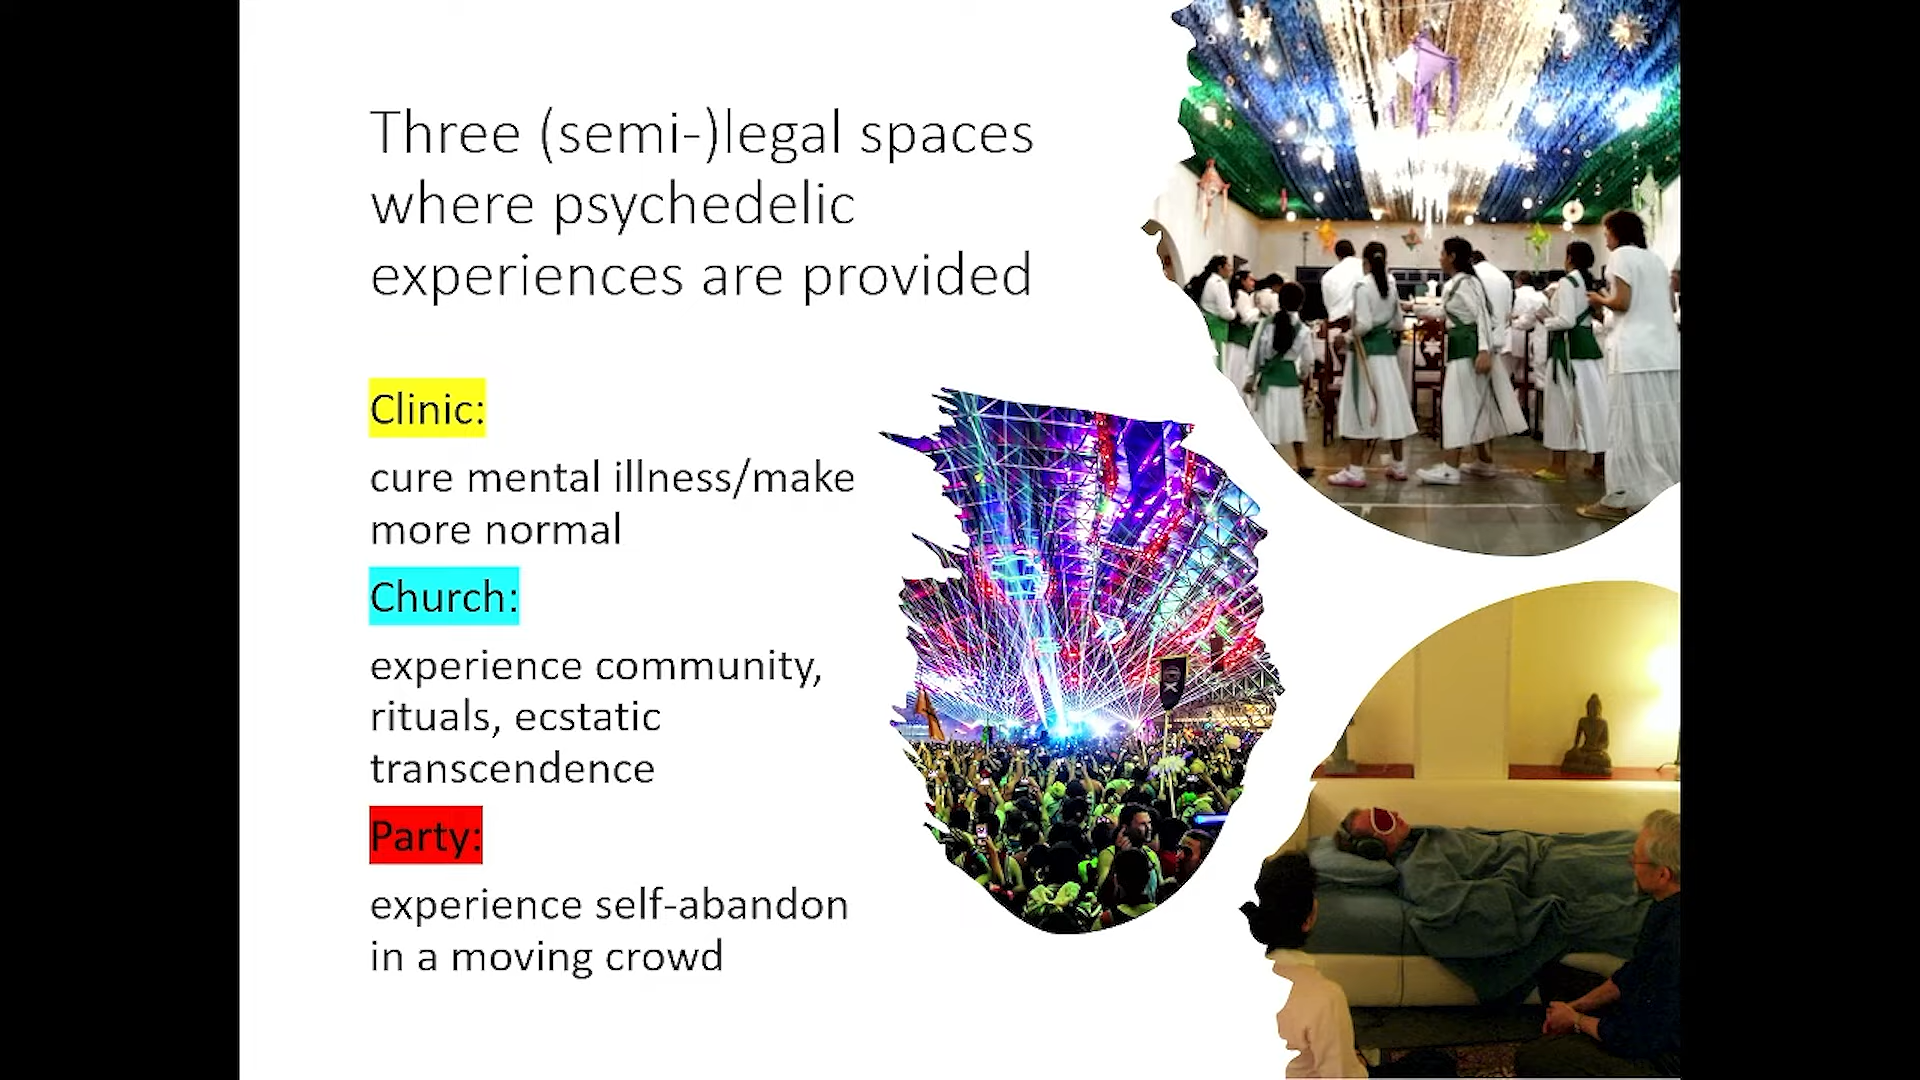 Three (semi-)legal spaces
where psychedelic
experiences are provided
Clinic:
cure mental illness/make
more normal
Church:
experience community,
rituals, ecstatic
transcendence
Party:
experience self-abandon
in a moving crowd